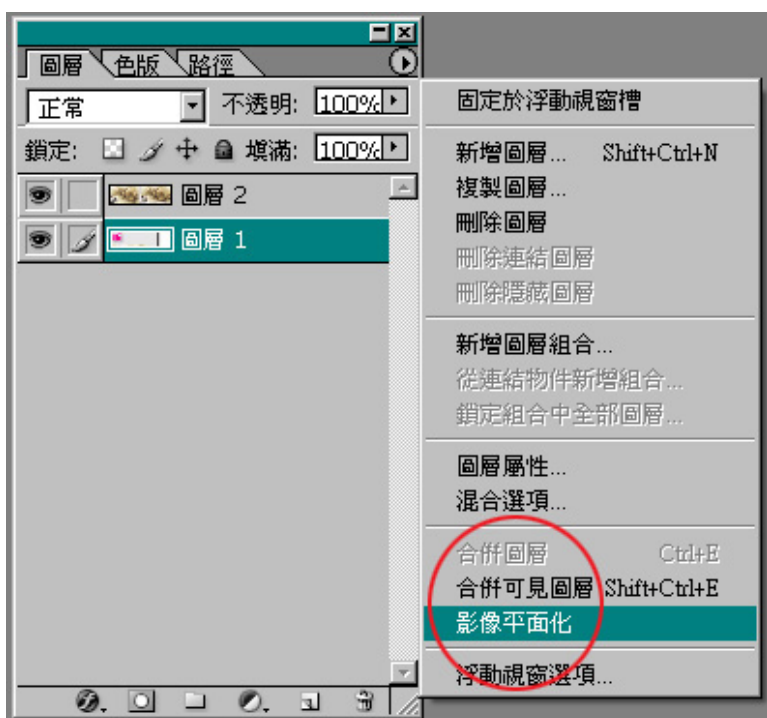 圖層 色版 路徑
正常 不透明: 100%
鎖定: 填滿: 100%
圖層 2
圖層 1
固定於浮動視窗槽
新增圖層... Shift+Ctrl+N
複製圖層...
刪除圖層
刪除連結圖層
刪除隱藏圖層
新增圖層組合...
從連結物件新增組合...
鎖定組合中全部圖層...
圖層屬性...
混合選項...
合併圖層 Ctrl+E
合併可見圖層 Shift+Ctrl+E
影像平面化
浮動視窗選項...